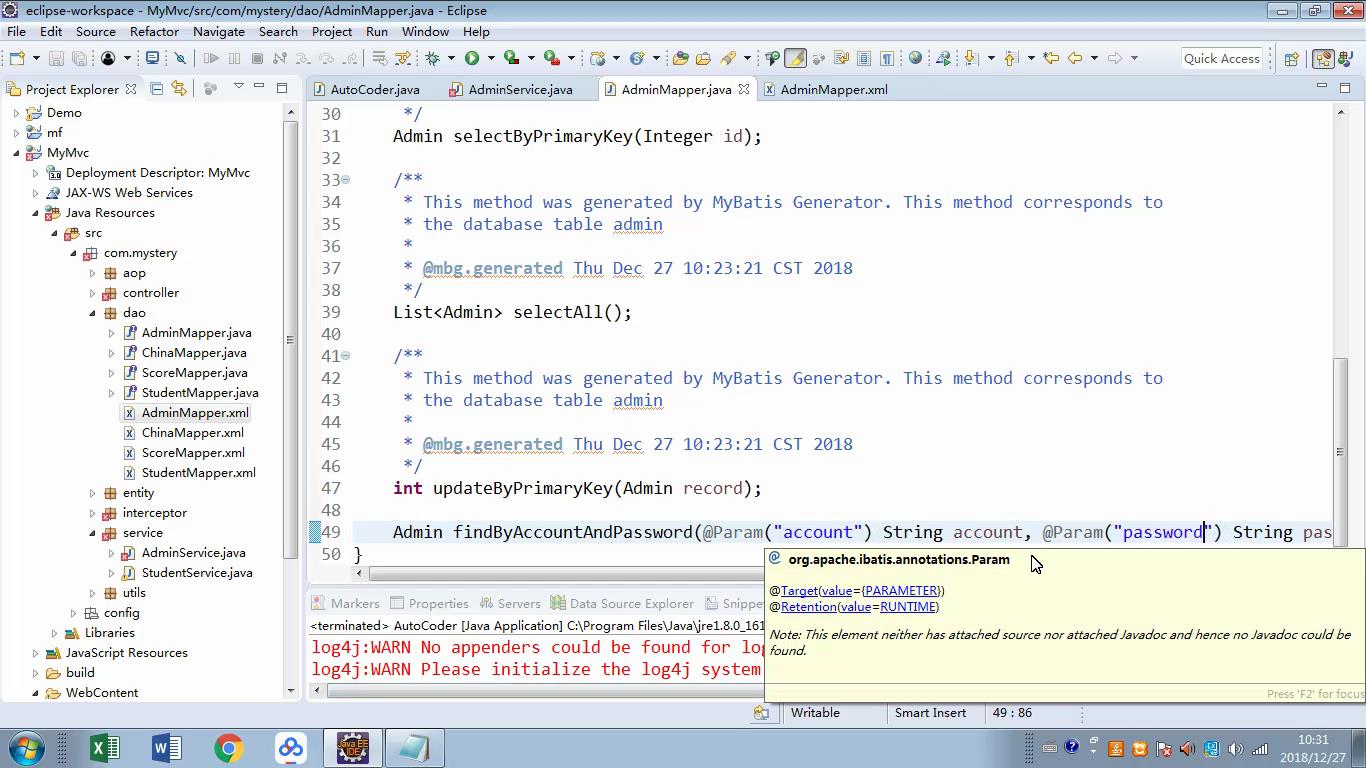 eclipse-workspace - MyMvc/src/com/mystery/dao/AdminMapper.java - Eclipse
File Edit Source Refactor Navigate Search Project Run Window Help
Quick Access
Project Explorer
AutoCoder.java
AdminService.java
AdminMapper.java
AdminMapper.xml
Demo
mf
MyMvc
Deployment Descriptor: MyMvc
JAX-WS Web Services
Java Resources
src
com.mystery
aop
controller
dao
AdminMapper.java
ChinaMapper.java
ScoreMapper.java
StudentMapper.java
AdminMapper.xml
ChinaMapper.xml
ScoreMapper.xml
StudentMapper.xml
entity
interceptor
service
AdminService.java
StudentService.java
utils
config
Libraries
JavaScript Resources
build
WebContent
30 */
31 Admin selectByPrimaryKey(Integer id);
32
33 /**
34 * This method was generated by MyBatis Generator. This method corresponds to
35 * the database table admin
36 *
37 * @mbg.generated Thu Dec 27 10:23:21 CST 2018
38 */
39 List<Admin> selectAll();
40
41 /**
42 * This method was generated by MyBatis Generator. This method corresponds to
43 * the database table admin
44 *
45 * @mbg.generated Thu Dec 27 10:23:21 CST 2018
46 */
47 int updateByPrimaryKey(Admin record);
48
49 Admin findByAccountAndPassword(@Param("account") String account, @Param("password") String pas
50 }
@ org.apache.ibatis.annotations.Param
@Target(value={PARAMETER})
@Retention(value=RUNTIME)
Note: This element neither has attached source nor attached Javadoc and hence no Javadoc could be
found.
Press 'F2' for focus
Markers Properties Servers Data Source Explorer Snippe
<terminated> AutoCoder [Java Application] C:\Program Files\Java\jre1.8.0_161
log4j:WARN No appenders could be found for log
log4j:WARN Please initialize the log4j system
Writable Smart Insert 49 : 86
10:31
2018/12/27